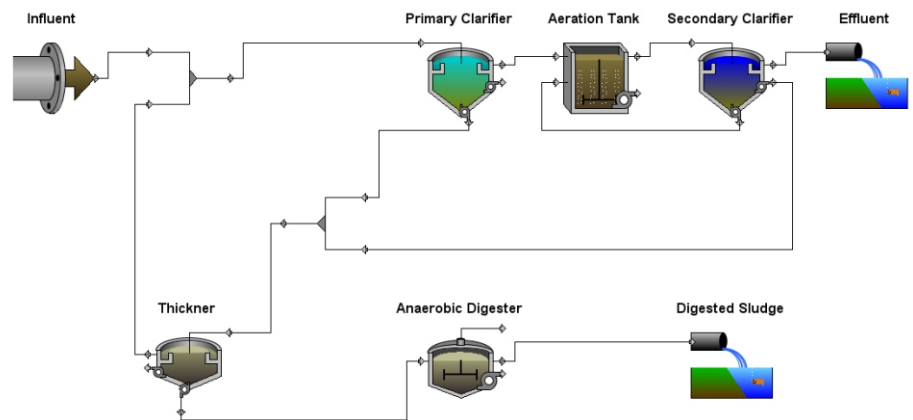 Influent
Primary Clarifier
Aeration Tank
Secondary Clarifier
Effluent
Thickner
Anaerobic Digester
Digested Sludge